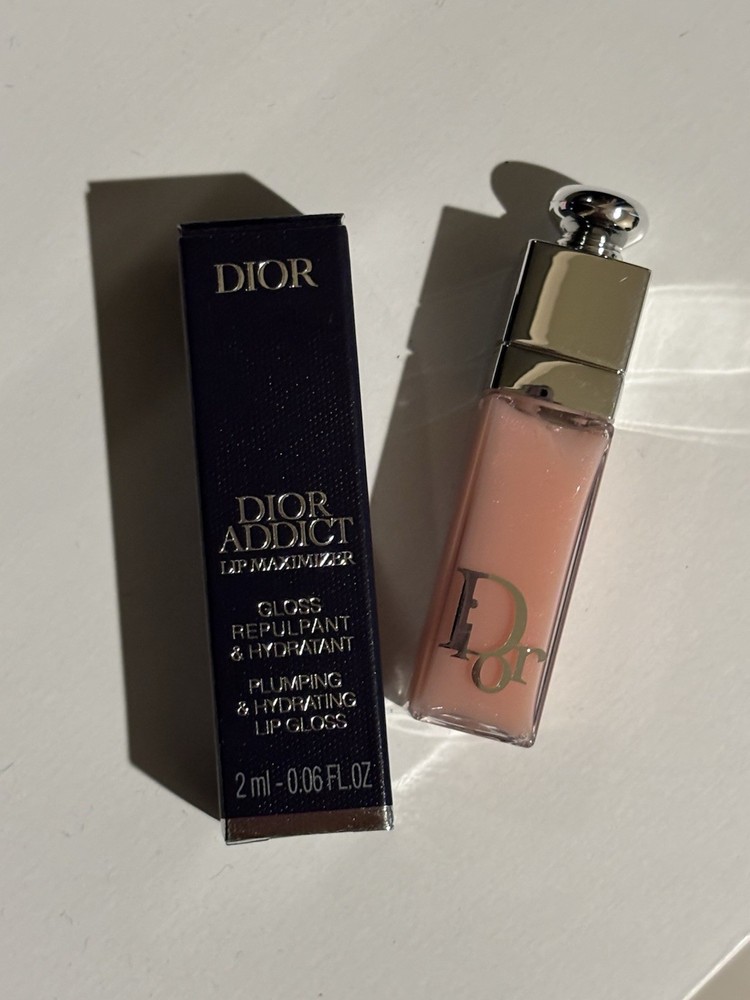 DIOR
DIOR
ADDICT
LIP MAXIMIZER
GLOSS
REPULPANT
& HYDRATANT
PLUMPING
& HYDRATING
LIP GLOSS
2 ml - 0.06 FL.OZ
Dior